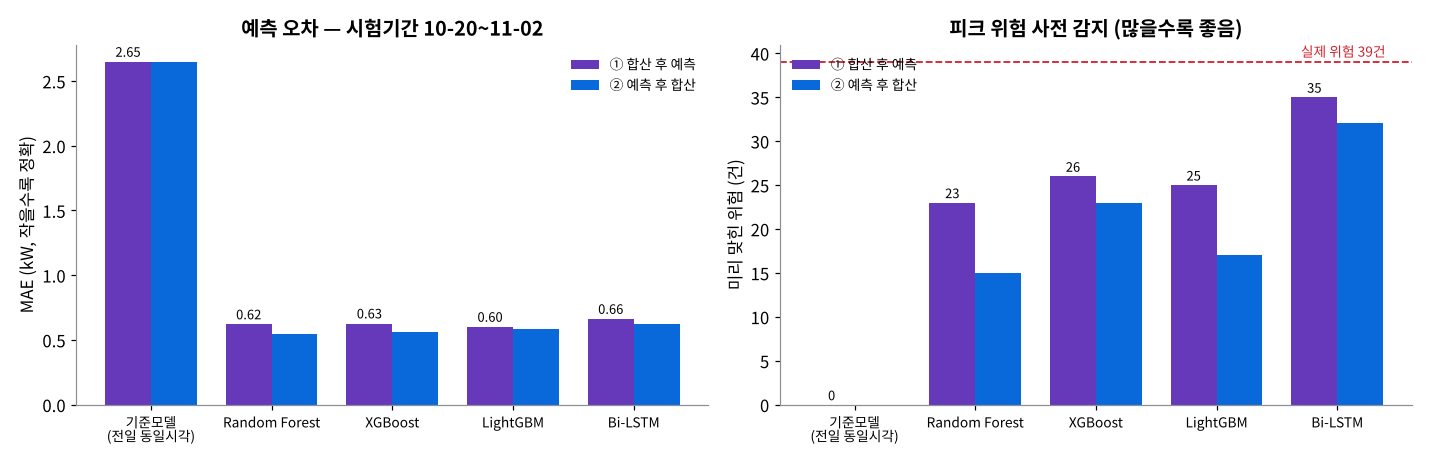 예측 오차 — 시험기간 10-20~11-02
MAE (kW, 작을수록 정확)
2.5
2.0
1.5
1.0
0.5
0.0
2.65
0.62
0.63
0.60
0.66
① 합산 후 예측
② 예측 후 합산
기준모델
(전일 동일시각)
Random Forest
XGBoost
LightGBM
Bi-LSTM
피크 위험 사전 감지 (많을수록 좋음)
미리 맞힌 위험 (건)
40
35
30
25
20
15
10
5
0
실제 위험 39건
① 합산 후 예측
② 예측 후 합산
0
23
26
25
35
기준모델
(전일 동일시각)
Random Forest
XGBoost
LightGBM
Bi-LSTM